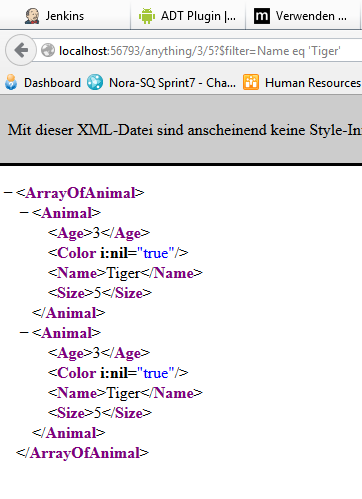 Jenkins
ADT Plugin |...
Verwenden ...
localhost:56793/anything/3/5?$filter=Name eq 'Tiger'
Dashboard
Nora-SQ Sprint7 - Cha...
Human Resources
Mit dieser XML-Datei sind anscheinend keine Style-In
−<ArrayOfAnimal>
−<Animal>
<Age>3</Age>
<Color i:nil="true"/>
<Name>Tiger</Name>
<Size>5</Size>
</Animal>
−<Animal>
<Age>3</Age>
<Color i:nil="true"/>
<Name>Tiger</Name>
<Size>5</Size>
</Animal>
</ArrayOfAnimal>